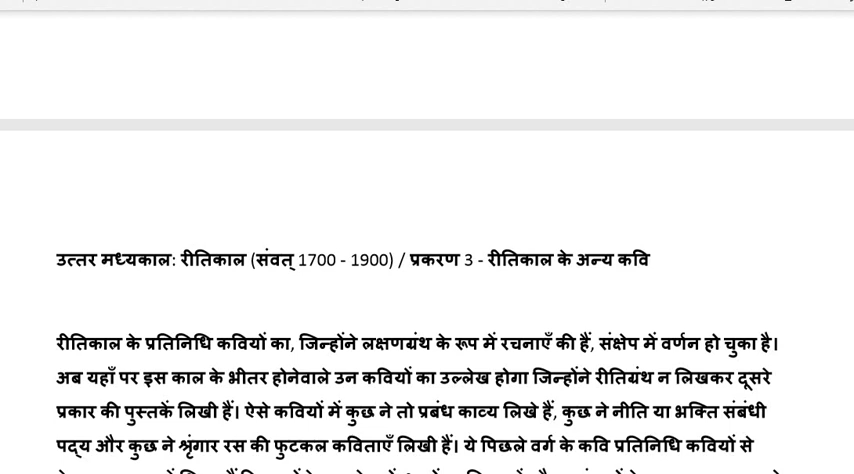 उत्तर मध्यकाल: रीतिकाल (संवत् 1700 - 1900) / प्रकरण 3 - रीतिकाल के अन्य कवि
रीतिकाल के प्रतिनिधि कवियों का, जिन्होंने लक्षणग्रंथ के रूप में रचनाएँ की हैं, संक्षेप में वर्णन हो चुका है।
अब यहाँ पर इस काल के भीतर होनेवाले उन कवियों का उल्लेख होगा जिन्होंने रीतिग्रंथ न लिखकर दूसरे
प्रकार की पुस्तकें लिखी हैं। ऐसे कवियों में कुछ ने तो प्रबंध काव्य लिखे हैं, कुछ ने नीति या भक्ति संबंधी
पद्य और कुछ ने श्रृंगार रस की फुटकल कविताएँ लिखी हैं। ये पिछले वर्ग के कवि प्रतिनिधि कवियों से